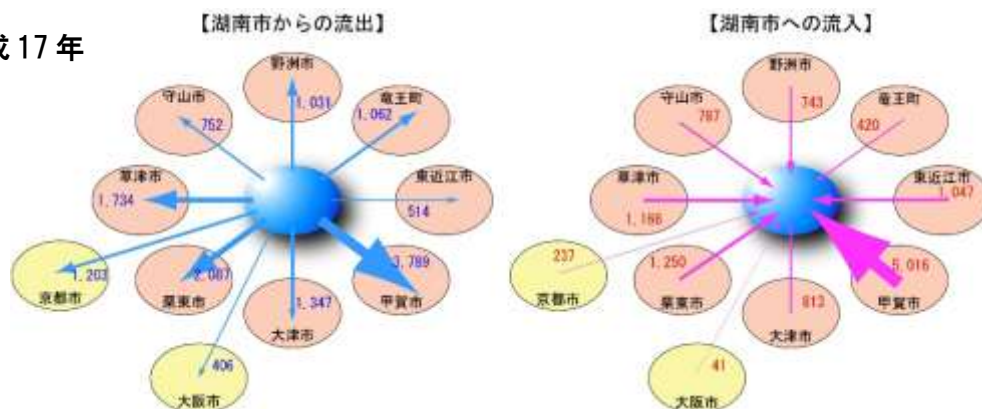 【湖南市からの流出】
【湖南市への流入】
成 17 年
野洲市
1,031
守山市
752
竜王町
1,062
草津市
1,734
東近江市
514
京都市
1,203
栗東市
2,087
大津市
1,347
甲賀市
3,789
大阪市
406
野洲市
743
守山市
787
竜王町
420
草津市
1,198
東近江市
1,047
京都市
237
栗東市
1,250
大津市
813
甲賀市
5,016
大阪市
41